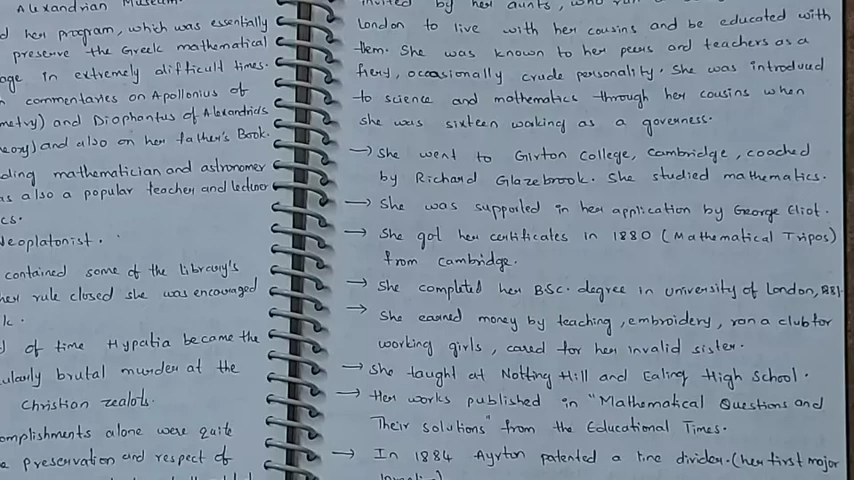 Alexandrian Museum.
d her program, which was essentially
preserve the Greek mathematical
age in extremely difficult times.
commentaries on Apollonius of
metry) and Diophantus of Alexandria's
eory) and also on her father's Book.
ding mathematician and astronomer
as also a popular teacher and lecturer
cs.
Neoplatonist.
contained some of the library's
her rule closed she was encouraged
k.
d of time Hypatia became the
ularly brutal murder at the
Christian zealots.
omplishments alone were quite
e preservation and respect of
invited by her aunts, who ran a
London to live with her cousins and be educated with
them. She was known to her peers and teachers as a
fiery, occasionally crude personality. She was introduced
to science and mathematics through her cousins when
she was sixteen working as a governess.
→ She went to Girton College, Cambridge, coached
by Richard Glazebrook. She studied mathematics.
→ She was supported in her application by George Eliot.
→ She got her certificates in 1880 (Mathematical Tripos)
from Cambridge.
→ She completed her B.SC. degree in University of London, 1881.
→ She earned money by teaching, embroidery, ran a club for
working girls, cared for her invalid sister.
→ She taught at Notting Hill and Ealing High School.
→ Her works published in "Mathematical Questions and
Their Solutions" from the Educational Times.
→ In 1884 Ayrton patented a line divider. (her first major